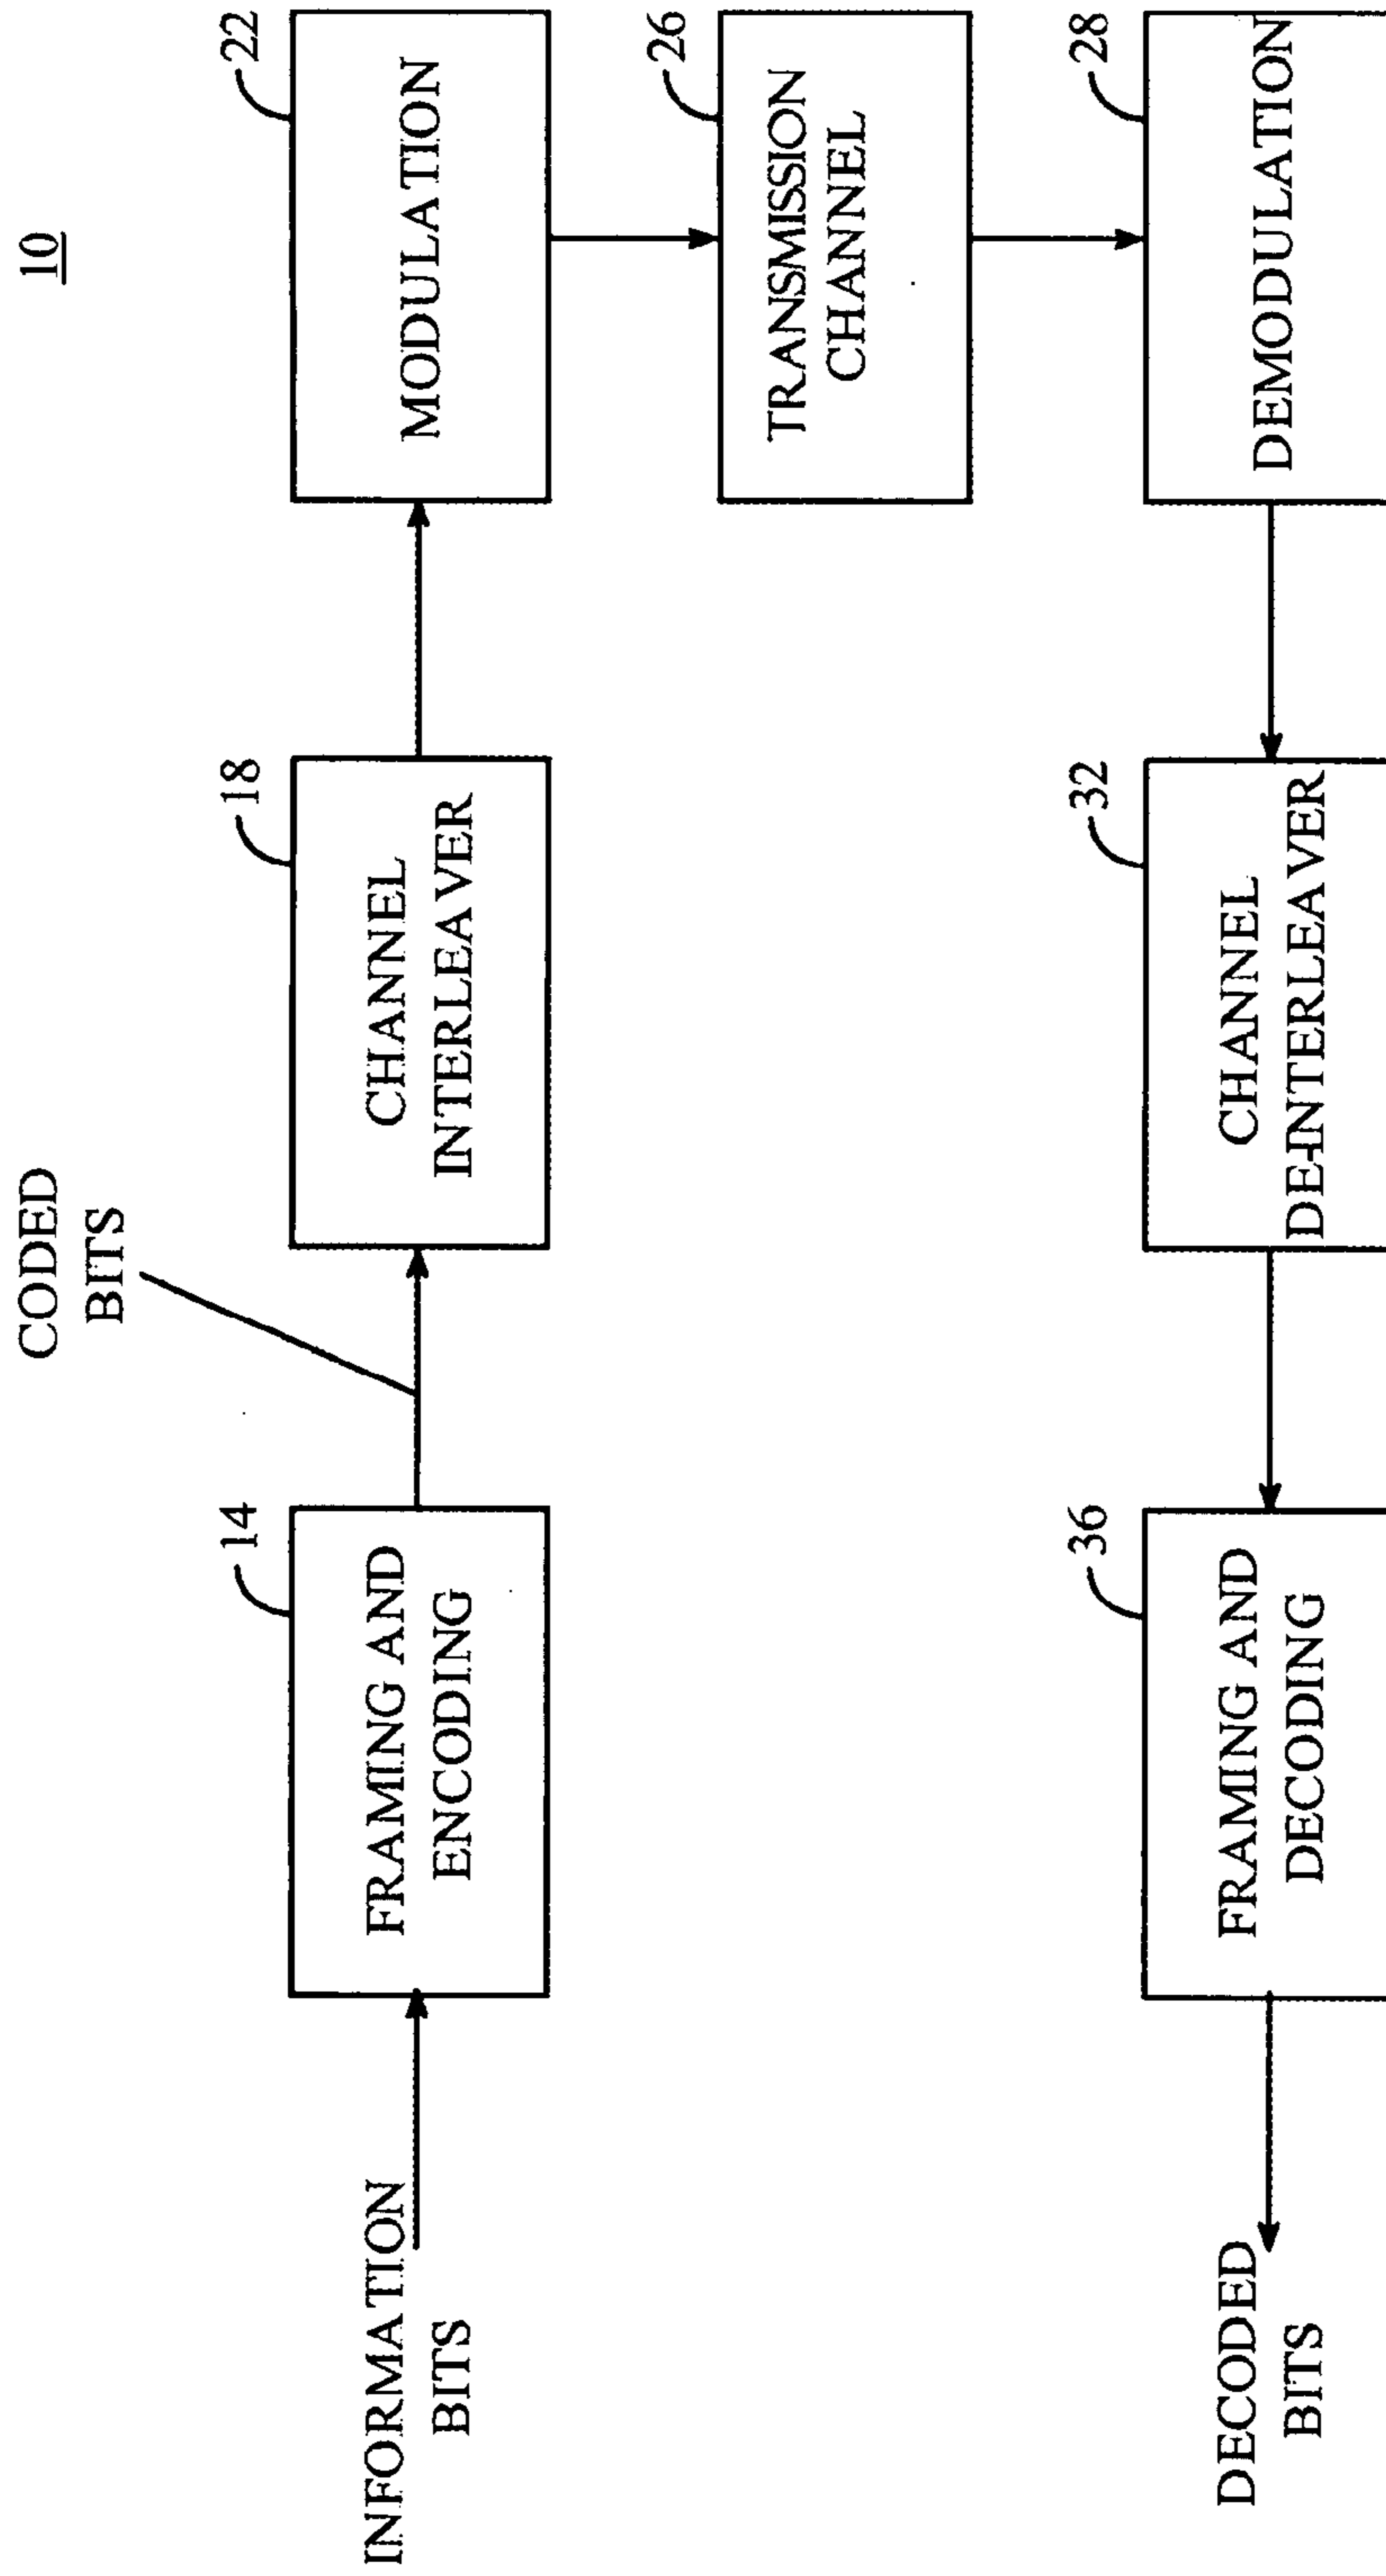 10
CODED
BITS
14
18
22
INFORMATION
BITS
FRAMING AND
ENCODING
CHANNEL
INTERLEAVER
MODULATION
26
TRANSMISSION
CHANNEL
36
32
28
DECODED
BITS
FRAMING AND
DECODING
CHANNEL
DE-INTERLEAVER
DEMODULATION